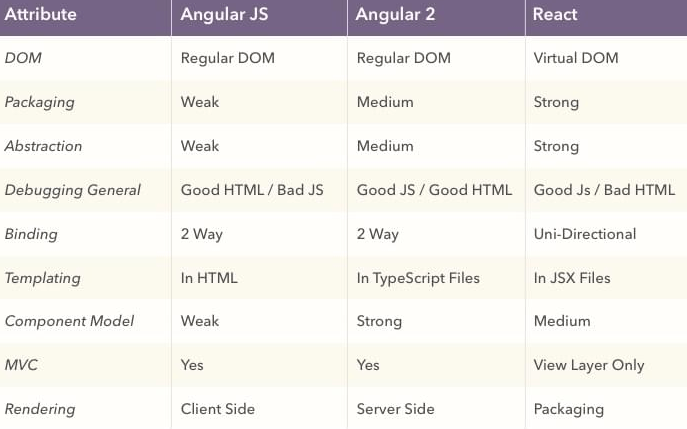 Attribute Angular JS Angular 2 React
DOM Regular DOM Regular DOM Virtual DOM
Packaging Weak Medium Strong
Abstraction Weak Medium Strong
Debugging General Good HTML / Bad JS Good JS / Good HTML Good Js / Bad HTML
Binding 2 Way 2 Way Uni-Directional
Templating In HTML In TypeScript Files In JSX Files
Component Model Weak Strong Medium
MVC Yes Yes View Layer Only
Rendering Client Side Server Side Packaging